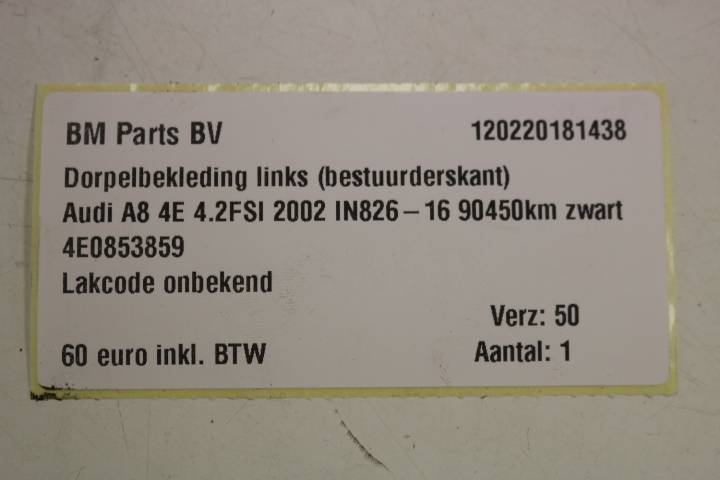 BM Parts BV 120220181438
Dorpelbekleding links (bestuurderskant)
Audi A8 4E 4.2FSI 2002 IN826-16 90450km zwart
4E0853859
Lakcode onbekend
Verz: 50
60 euro inkl. BTW Aantal: 1